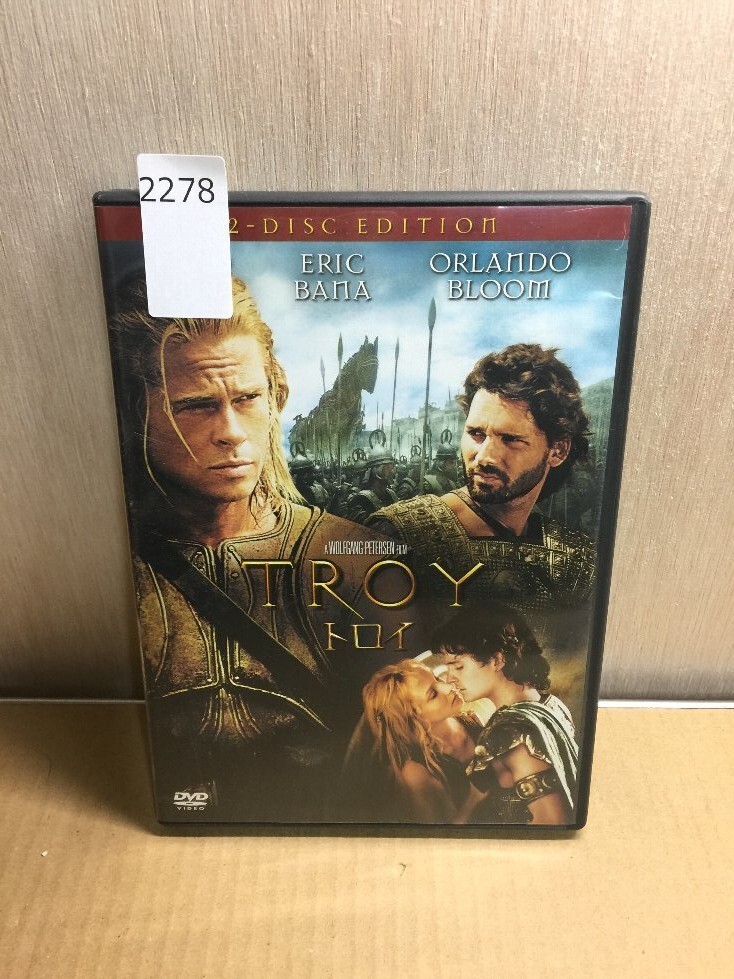 2278
2-DISC EDITION
ERIC BANA
ORLANDO BLOOM
A WOLFGANG PETERSEN FILM
TROY
トロイ
DVD
VIDEO